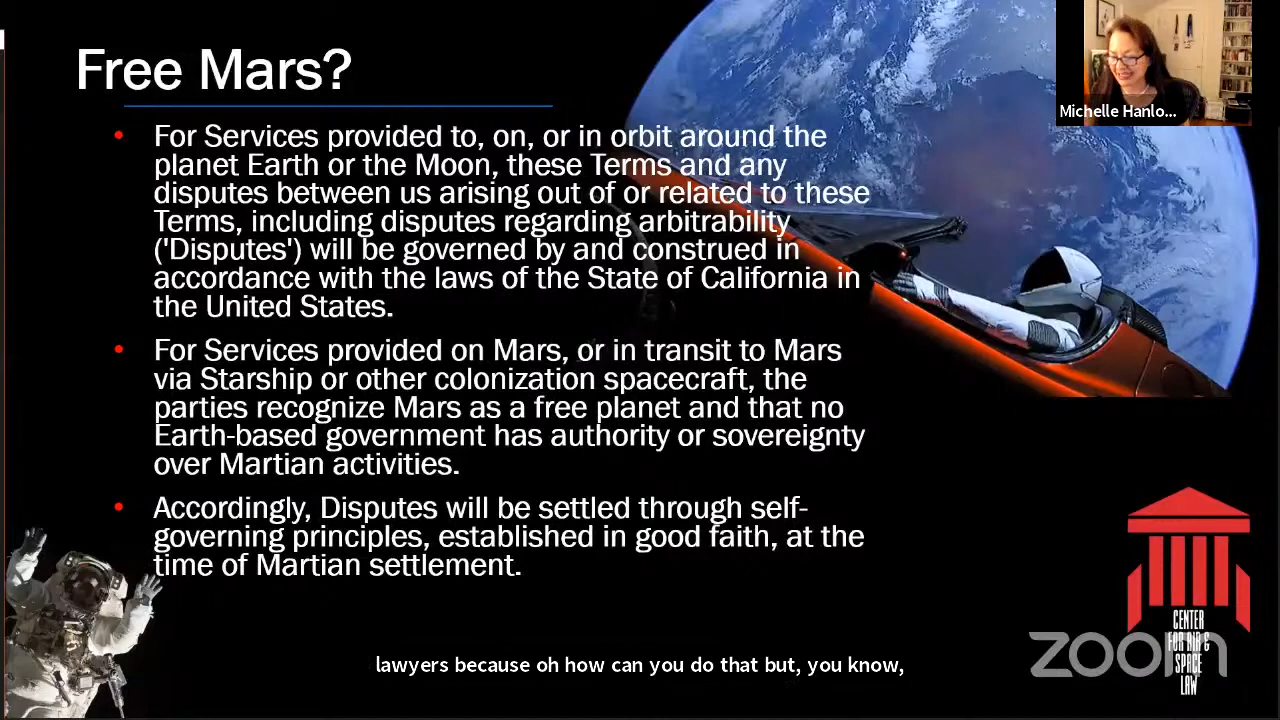 Free Mars?
Michelle Hanlo...
• For Services provided to, on, or in orbit around the
planet Earth or the Moon, these Terms and any
disputes between us arising out of or related to these
Terms, including disputes regarding arbitrability
('Disputes') will be governed by and construed in
accordance with the laws of the State of California in
the United States.
• For Services provided on Mars, or in transit to Mars
via Starship or other colonization spacecraft, the
parties recognize Mars as a free planet and that no
Earth-based government has authority or sovereignty
over Martian activities.
• Accordingly, Disputes will be settled through self-
governing principles, established in good faith, at the
time of Martian settlement.
CENTER
FOR AIR &
SPACE
LAW
zoom
lawyers because oh how can you do that but, you know,